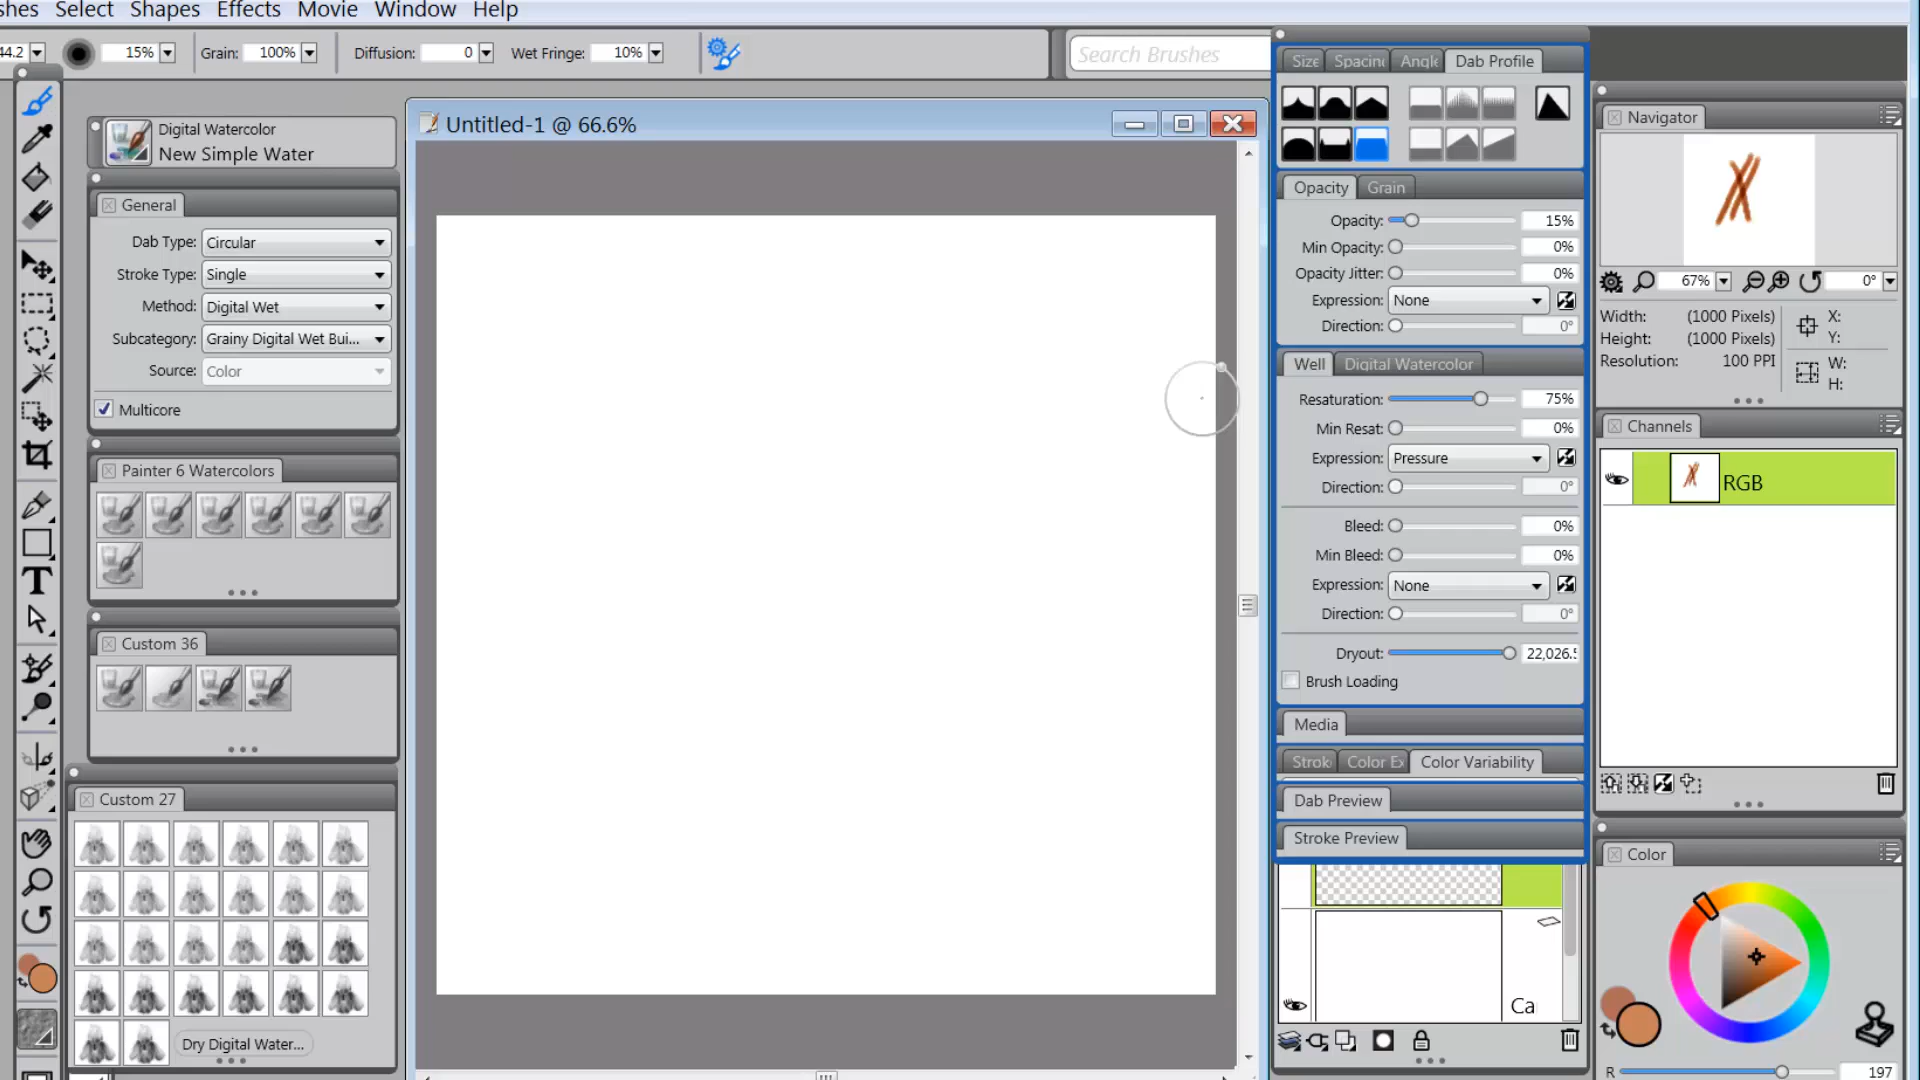 shes Select Shapes Effects Movie Window Help
44.2 15% Grain: 100% Diffusion: 0 Wet Fringe: 10% Search Brushes
Digital Watercolor
New Simple Water
General
Dab Type: Circular
Stroke Type: Single
Method: Digital Wet
Subcategory: Grainy Digital Wet Bui...
Source: Color
Multicore
Painter 6 Watercolors
Custom 36
Custom 27
Dry Digital Water...
T
Untitled-1 @ 66.6%
Size Spacing Angle Dab Profile
Opacity Grain
Opacity: 15%
Min Opacity: 0%
Opacity Jitter: 0%
Expression: None
Direction: 0°
Well Digital Watercolor
Resaturation: 75%
Min Resat: 0%
Expression: Pressure
Direction: 0°
Bleed: 0%
Min Bleed: 0%
Expression: None
Direction: 0°
Dryout: 22,026.5
Brush Loading
Media
Strok Color Ex Color Variability
Dab Preview
Stroke Preview
Ca
Navigator
67% 0°
Width: (1000 Pixels) X:
Height: (1000 Pixels) Y:
Resolution: 100 PPI W:
H:
Channels
RGB
Color
R 197